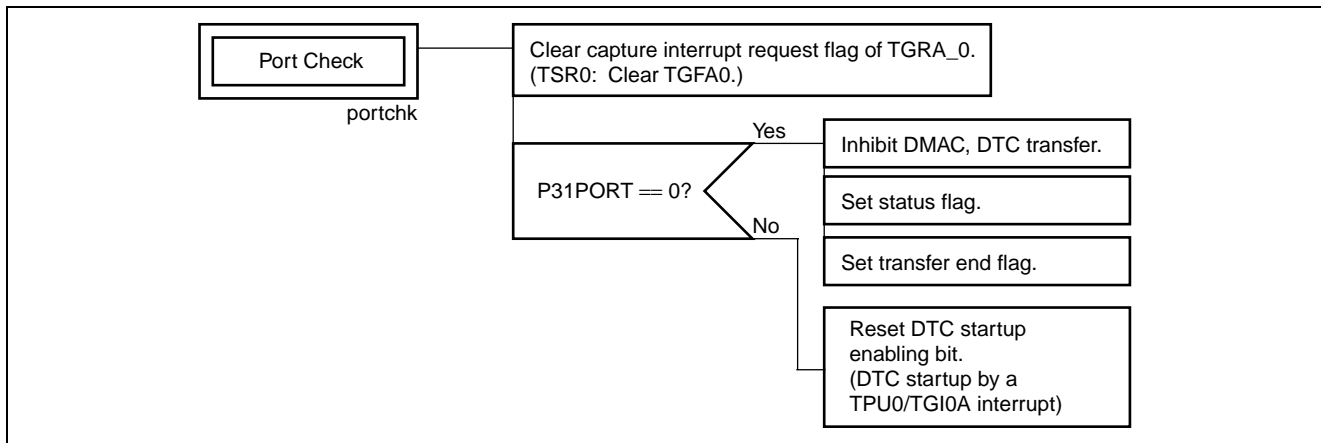 Port Check
portchk
Clear capture interrupt request flag of TGRA_0.
(TSR0:  Clear TGFA0.)
P31PORT == 0?
Yes
Inhibit DMAC, DTC transfer.
Set status flag.
Set transfer end flag.
No
Reset DTC startup
enabling bit.
(DTC startup by a
TPU0/TGI0A interrupt)